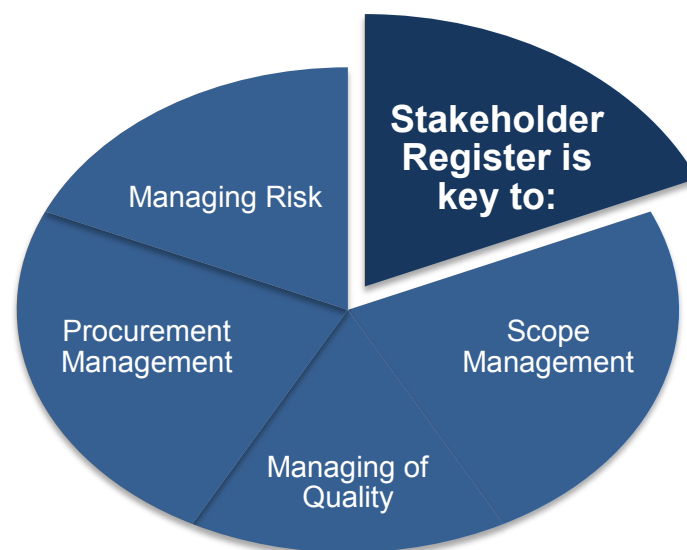 Stakeholder
Register is
key to:
Managing Risk
Procurement
Management
Scope
Management
Managing of
Quality